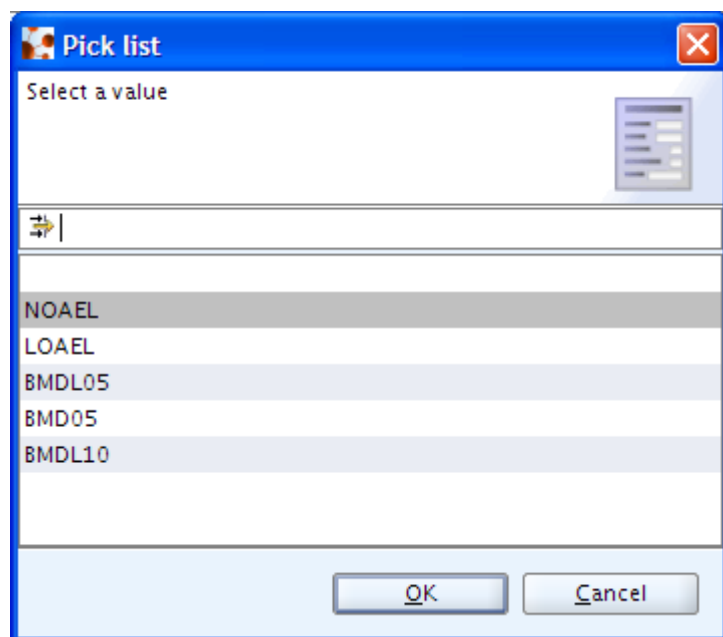 Pick list
Select a value
NOAEL
LOAEL
BMDL05
BMD05
BMDL10
OK
Cancel